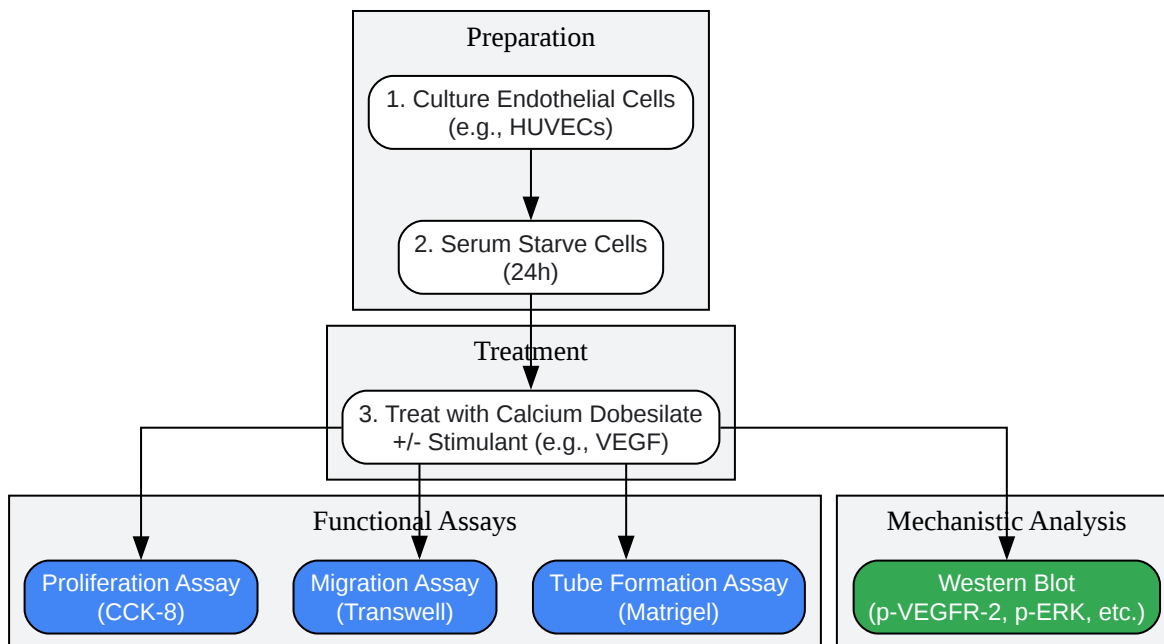 Preparation
1. Culture Endothelial Cells
(e.g., HUVECs)
2. Serum Starve Cells
(24h)
Treatment
3. Treat with Calcium Dobesilate
+/- Stimulant (e.g., VEGF)
Functional Assays
Proliferation Assay
(CCK-8)
Migration Assay
(Transwell)
Tube Formation Assay
(Matrigel)
Mechanistic Analysis
Western Blot
(p-VEGFR-2, p-ERK, etc.)